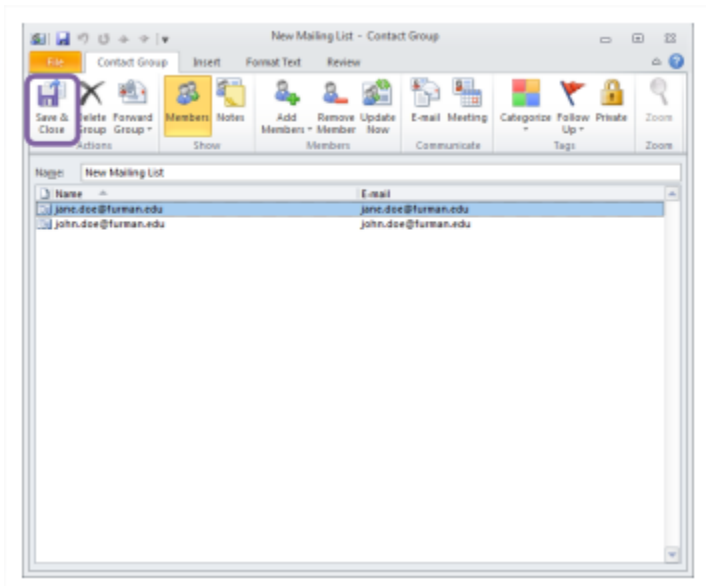 New Mailing List - Contact Group
File Contact Group Insert Format Text Review
Save & Close Delete Group Forward Group Members Notes Add Members Remove Member Update Now E-mail Meeting Categorize Follow Up Private Zoom
Actions Show Members Communicate Tags Zoom
Name: New Mailing List
Name E-mail
jane.doe@furman.edu jane.doe@furman.edu
john.doe@furman.edu john.doe@furman.edu